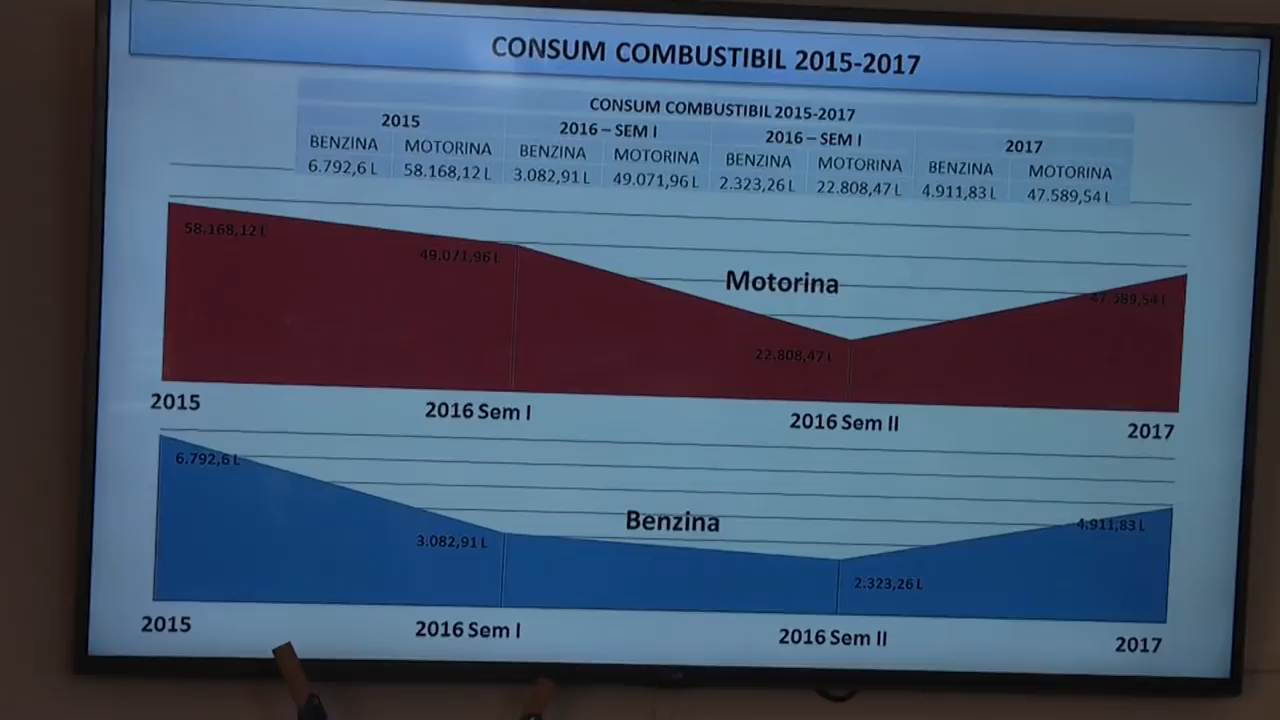 CONSUM COMBUSTIBIL 2015-2017
CONSUM COMBUSTIBIL 2015-2017
2015 2016 – SEM I 2016 – SEM I 2017
BENZINA MOTORINA BENZINA MOTORINA BENZINA MOTORINA BENZINA MOTORINA
6.792,6 L 58.168,12 L 3.082,91 L 49.071,96 L 2.323,26 L 22.808,47 L 4.911,83 L 47.589,54 L
58.168,12 L
49.071,96 L
Motorina
47.589,54 L
22.808,47 L
2015 2016 Sem I 2016 Sem II 2017
6.792,6 L
3.082,91 L
Benzina
4.911,83 L
2.323,26 L
2015 2016 Sem I 2016 Sem II 2017